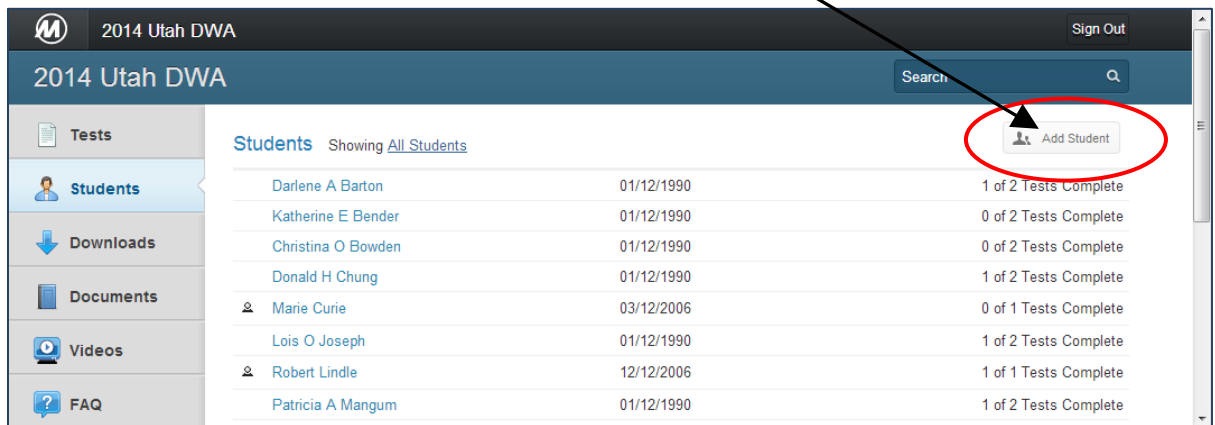 2014 Utah DWA Sign Out
2014 Utah DWA Search
Tests
Students
Downloads
Documents
Videos
FAQ
Students Showing All Students Add Student
Darlene A Barton 01/12/1990 1 of 2 Tests Complete
Katherine E Bender 01/12/1990 0 of 2 Tests Complete
Christina O Bowden 01/12/1990 0 of 2 Tests Complete
Donald H Chung 01/12/1990 1 of 2 Tests Complete
Marie Curie 03/12/2006 0 of 1 Tests Complete
Lois O Joseph 01/12/1990 1 of 2 Tests Complete
Robert Lindle 12/12/2006 1 of 1 Tests Complete
Patricia A Mangum 01/12/1990 1 of 2 Tests Complete